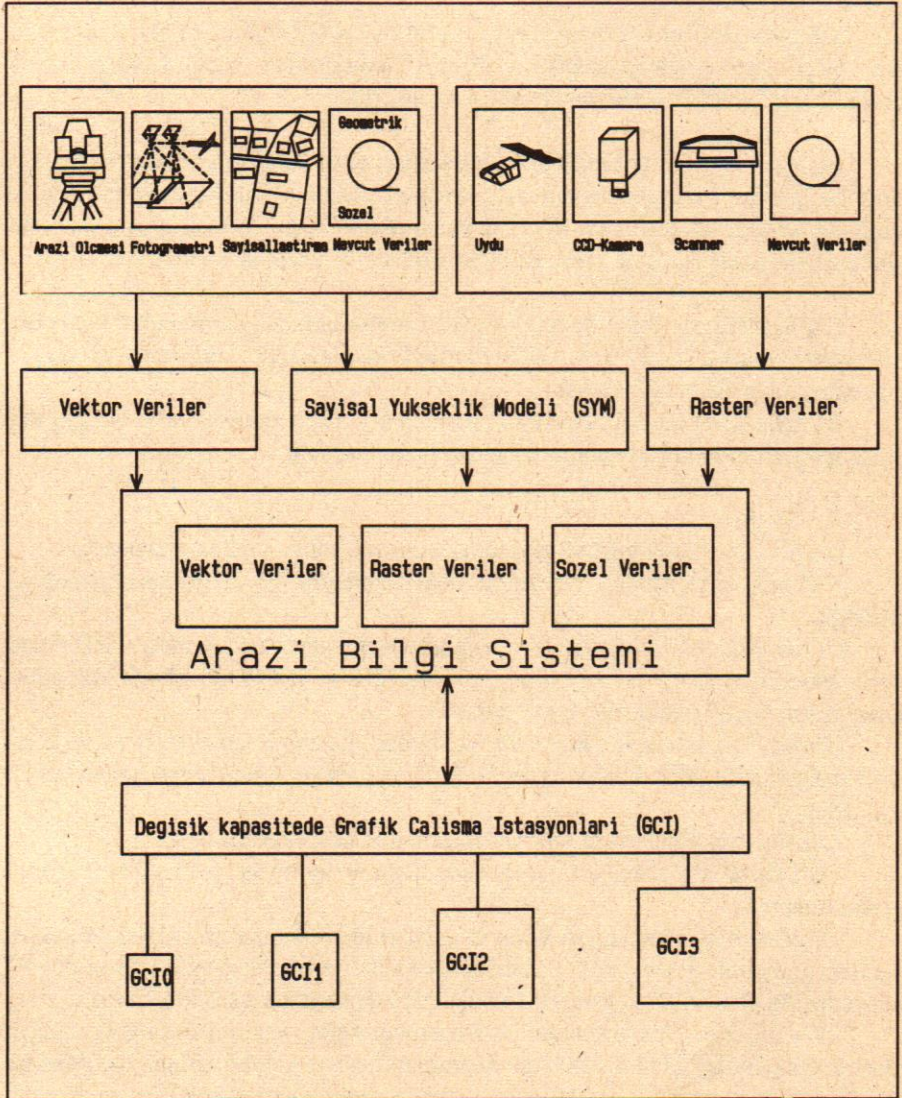 Geometrik
Sozel
Arazi Olcmesi Fotogrametri Sayisallastirma Mevcut Veriler
Uydu CCD-Kamera Scanner Mevcut Veriler
Vektor Veriler Sayisal Yukseklik Modeli (SYM) Raster Veriler
Vektor Veriler Raster Veriler Sozel Veriler
Arazi Bilgi Sistemi
Degisik kapasitede Grafik Calisma Istasyonlari (GCI)
GCI0 GCI1 GCI2 GCI3